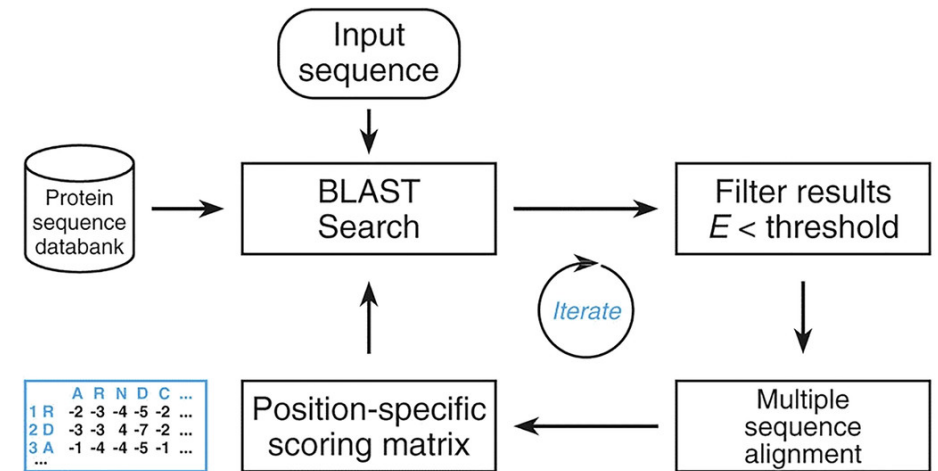 Input
sequence
Protein
sequence
databank
BLAST
Search
Filter results
E < threshold
Iterate
A R N D C ...
1 R -2 -3 -4 -5 -2 ...
2 D -3 -3 4 -7 -2 ...
3 A -1 -4 -4 -5 -1 ...
...
Position-specific
scoring matrix
Multiple
sequence
alignment